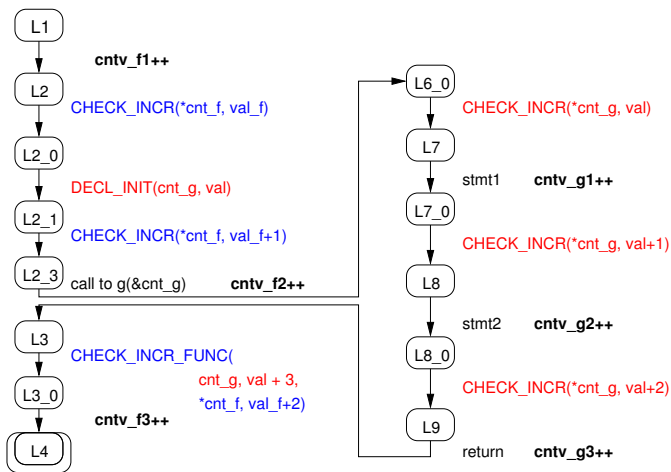 L1
cntv_f1++
L2
CHECK_INCR(*cnt_f, val_f)
L2_0
DECL_INIT(cnt_g, val)
L2_1
CHECK_INCR(*cnt_f, val_f+1)
L2_3
call to g(&cnt_g) cntv_f2++
L3
CHECK_INCR_FUNC(
cnt_g, val + 3,
L3_0
*cnt_f, val_f+2)
cntv_f3++
L4
L6_0
CHECK_INCR(*cnt_g, val)
L7
stmt1 cntv_g1++
L7_0
CHECK_INCR(*cnt_g, val+1)
L8
stmt2 cntv_g2++
L8_0
CHECK_INCR(*cnt_g, val+2)
L9
return cntv_g3++